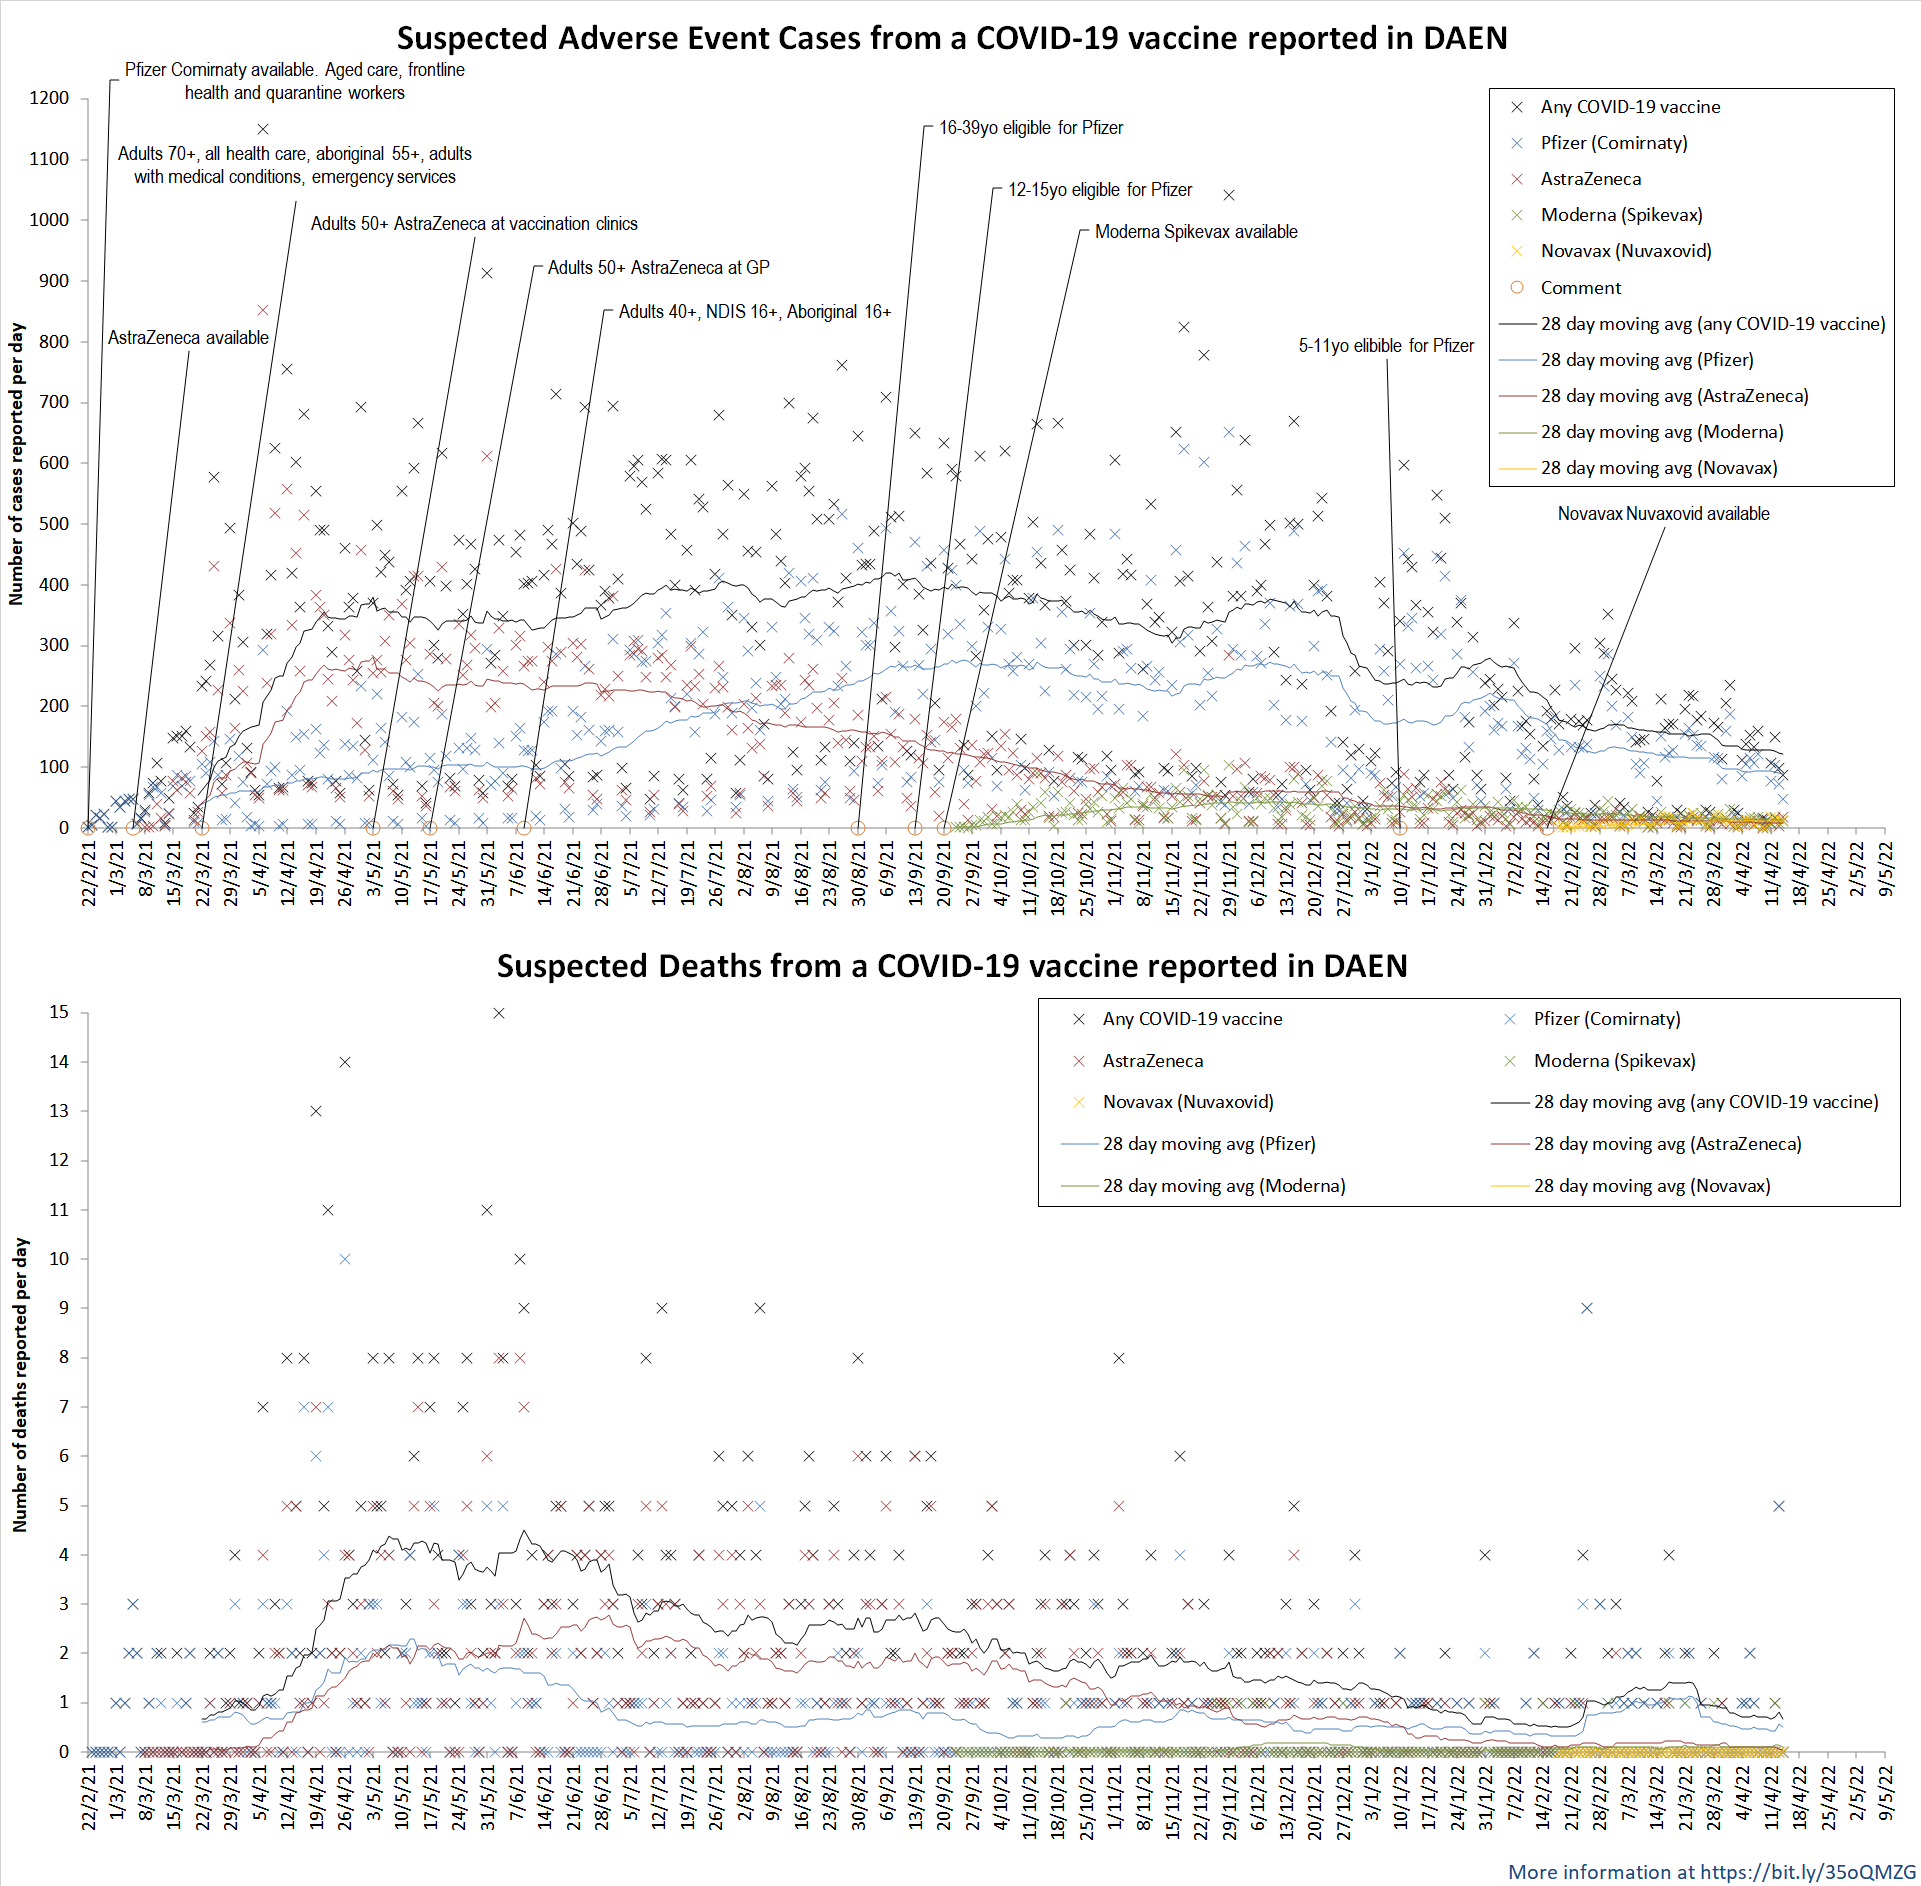 Suspected Adverse Event Cases from a COVID-19 vaccine reported in DAEN
Pfizer Comirnaty available. Aged care, frontline
health and quarantine workers
Adults 70+, all health care, aboriginal 55+, adults
with medical conditions, emergency services
Adults 50+ AstraZeneca at vaccination clinics
Adults 50+ AstraZeneca at GP
Adults 40+, NDIS 16+, Aboriginal 16+
AstraZeneca available
16-39yo eligible for Pfizer
12-15yo eligible for Pfizer
Moderna Spikevax available
5-11yo elibible for Pfizer
Novavax Nuvaxovid available
Any COVID-19 vaccine
Pfizer (Comirnaty)
AstraZeneca
Moderna (Spikevax)
Novavax (Nuvaxovid)
Comment
28 day moving avg (any COVID-19 vaccine)
28 day moving avg (Pfizer)
28 day moving avg (AstraZeneca)
28 day moving avg (Moderna)
28 day moving avg (Novavax)
Number of cases reported per day
1200
1100
1000
900
800
700
600
500
400
300
200
100
0
22/2/21 1/3/21 8/3/21 15/3/21 22/3/21 29/3/21 5/4/21 12/4/21 19/4/21 26/4/21 3/5/21 10/5/21 17/5/21 24/5/21 31/5/21 7/6/21 14/6/21 21/6/21 28/6/21 5/7/21 12/7/21 19/7/21 26/7/21 2/8/21 9/8/21 16/8/21 23/8/21 30/8/21 6/9/21 13/9/21 20/9/21 27/9/21 4/10/21 11/10/21 18/10/21 25/10/21 1/11/21 8/11/21 15/11/21 22/11/21 29/11/21 6/12/21 13/12/21 20/12/21 27/12/21 3/1/22 10/1/22 17/1/22 24/1/22 31/1/22 7/2/22 14/2/22 21/2/22 28/2/22 7/3/22 14/3/22 21/3/22 28/3/22 4/4/22 11/4/22 18/4/22 25/4/22 2/5/22 9/5/22
Suspected Deaths from a COVID-19 vaccine reported in DAEN
Any COVID-19 vaccine
Pfizer (Comirnaty)
AstraZeneca
Moderna (Spikevax)
Novavax (Nuvaxovid)
28 day moving avg (any COVID-19 vaccine)
28 day moving avg (Pfizer)
28 day moving avg (AstraZeneca)
28 day moving avg (Moderna)
28 day moving avg (Novavax)
Number of deaths reported per day
15
14
13
12
11
10
9
8
7
6
5
4
3
2
1
0
22/2/21 1/3/21 8/3/21 15/3/21 22/3/21 29/3/21 5/4/21 12/4/21 19/4/21 26/4/21 3/5/21 10/5/21 17/5/21 24/5/21 31/5/21 7/6/21 14/6/21 21/6/21 28/6/21 5/7/21 12/7/21 19/7/21 26/7/21 2/8/21 9/8/21 16/8/21 23/8/21 30/8/21 6/9/21 13/9/21 20/9/21 27/9/21 4/10/21 11/10/21 18/10/21 25/10/21 1/11/21 8/11/21 15/11/21 22/11/21 29/11/21 6/12/21 13/12/21 20/12/21 27/12/21 3/1/22 10/1/22 17/1/22 24/1/22 31/1/22 7/2/22 14/2/22 21/2/22 28/2/22 7/3/22 14/3/22 21/3/22 28/3/22 4/4/22 11/4/22 18/4/22 25/4/22 2/5/22 9/5/22
More information at https://bit.ly/35oQMZG